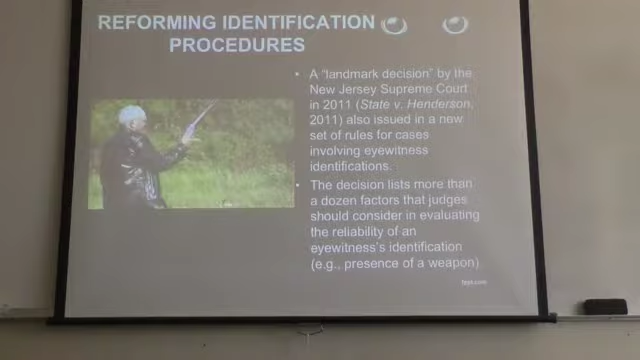 REFORMING IDENTIFICATION
PROCEDURES
• A "landmark decision" by the
New Jersey Supreme Court
in 2011 (State v. Henderson,
2011) also issued in a new
set of rules for cases
involving eyewitness
identifications.
• The decision lists more than
a dozen factors that judges
should consider in evaluating
the reliability of an
eyewitness's identification
(e.g., presence of a weapon)
fppt.com